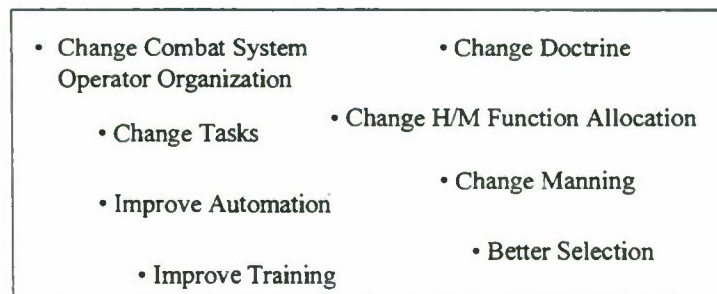 • Change Combat System
Operator Organization
• Change Doctrine
• Change H/M Function Allocation
• Change Tasks
• Change Manning
• Improve Automation
• Better Selection
• Improve Training